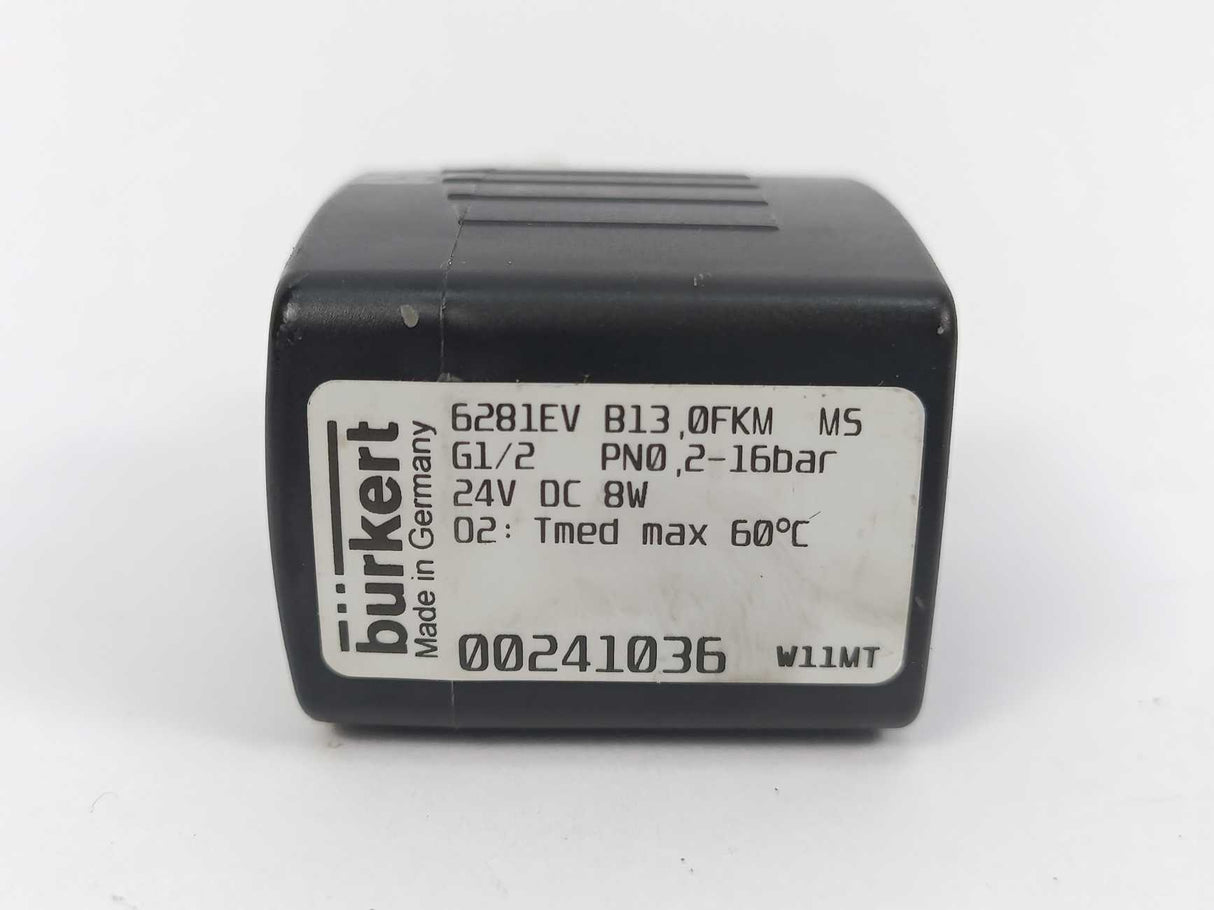 bürkert
Made in Germany
6281EV B13,0FKM MS
G1/2 PN0,2-16bar
24V DC 8W
O2: Tmed max 60°C
00241036 W11MT